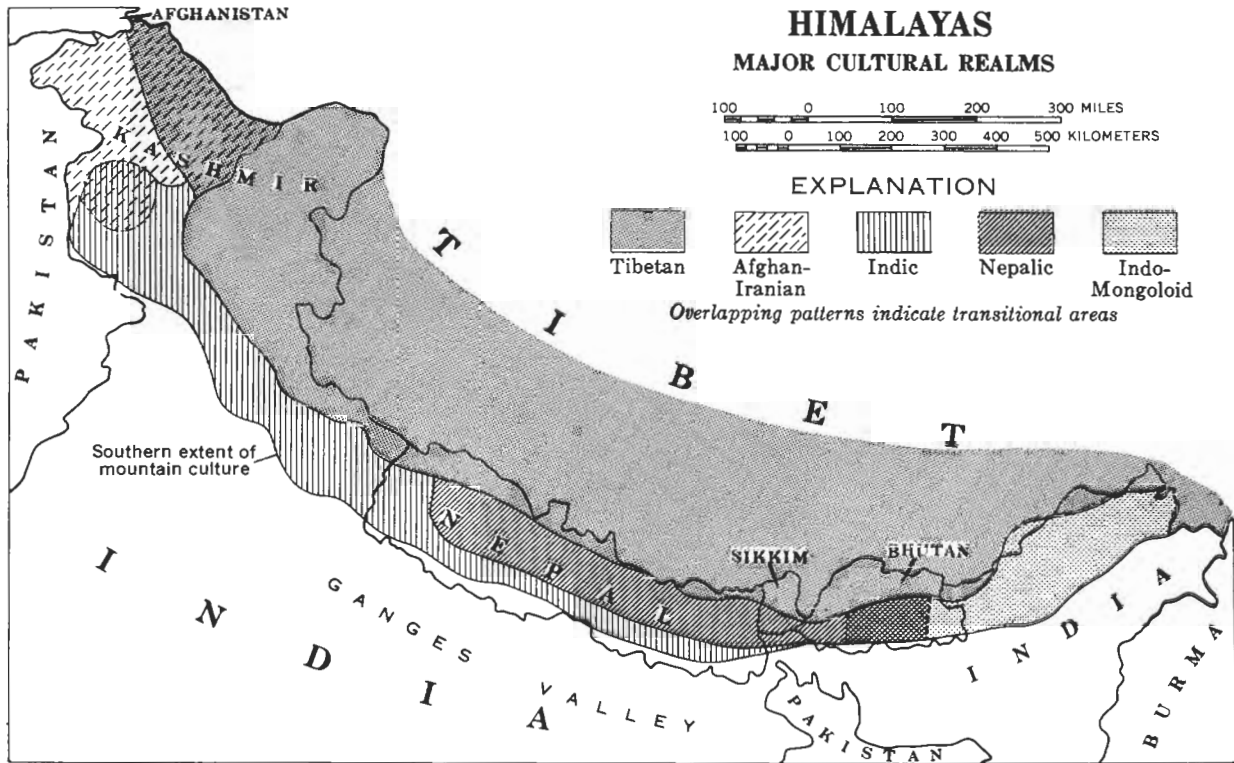 HIMALAYAS
MAJOR CULTURAL REALMS
100 0 100 200 300 MILES
100 0 100 200 300 400 500 KILOMETERS
EXPLANATION
Tibetan
Afghan-
Iranian
Indic
Nepalic
Indo-
Mongoloid
Overlapping patterns indicate transitional areas
AFGHANISTAN
PAKISTAN
KASHMIR
TIBET
Southern extent of
mountain culture
NEPAL
SIKKIM
BHUTAN
INDIA
GANGES VALLEY
INDIA
PAKISTAN
BURMA